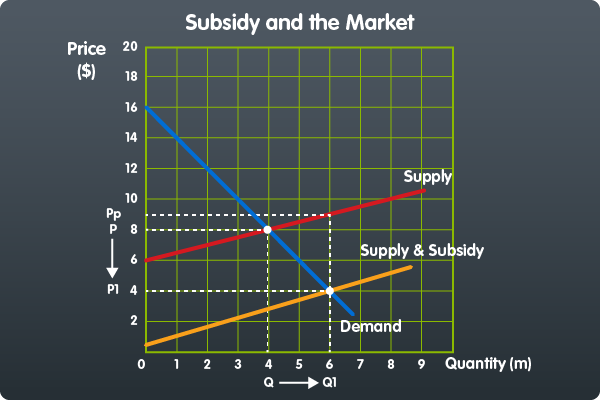 Subsidy and the Market
Price
($)
20
18
16
14
12
10
8
6
4
2
Pp
P
P1
Supply
Supply & Subsidy
Demand
0 1 2 3 4 5 6 7 8 9 Quantity (m)
Q Q1